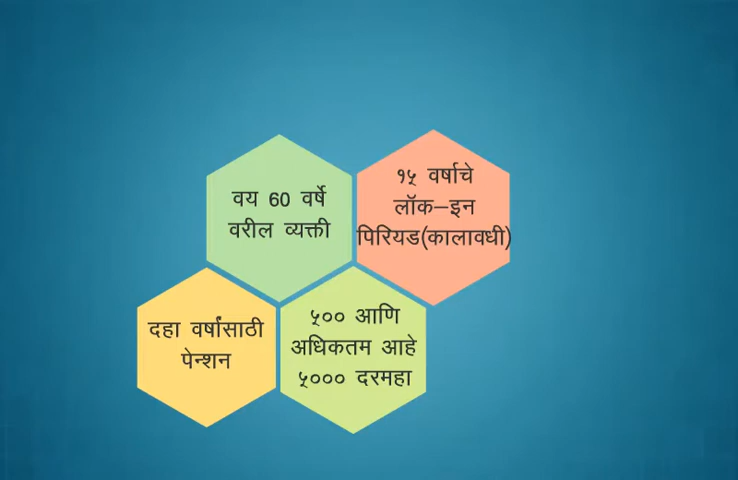 वय 60 वर्षे
वरील व्यक्ती
१५ वर्षाचे
लॉक–इन
पिरियड(कालावधी)
दहा वर्षांसाठी
पेन्शन
५०० आणि
अधिकतम आहे
५००० दरमहा